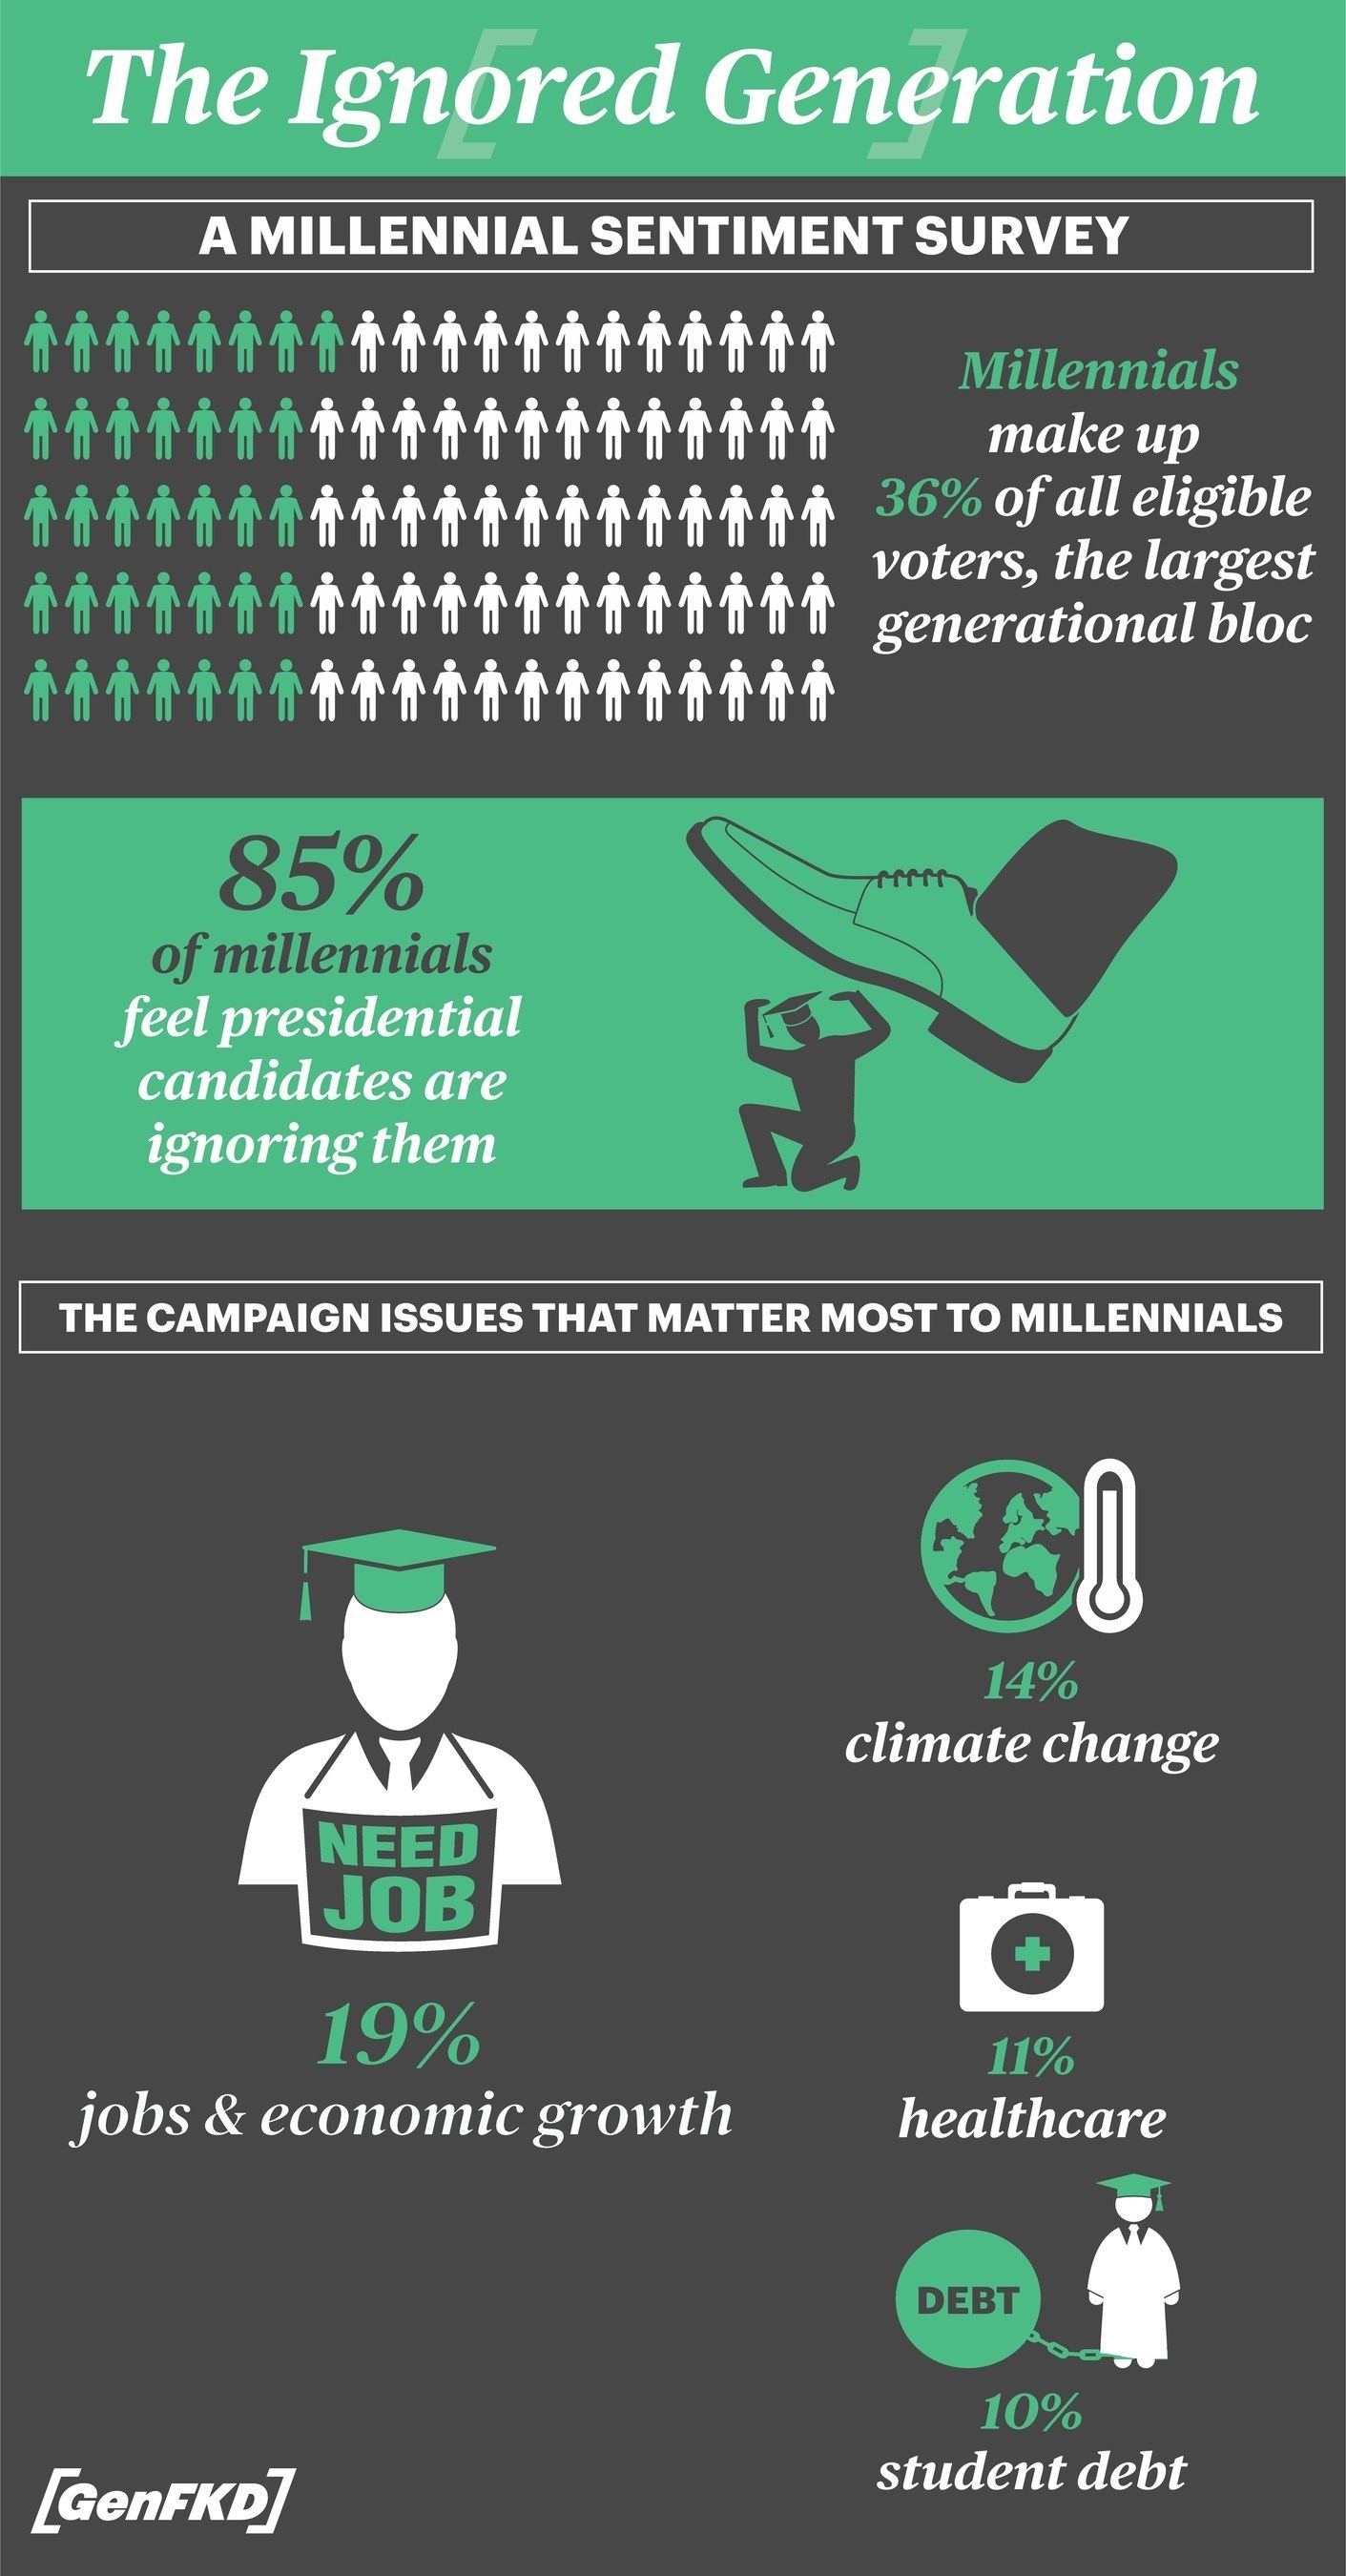 The Ignored Generation
A MILLENNIAL SENTIMENT SURVEY
Millennials
make up
36% of all eligible
voters, the largest
generational bloc
85%
of millennials
feel presidential
candidates are
ignoring them
THE CAMPAIGN ISSUES THAT MATTER MOST TO MILLENNIALS
NEED
JOB
19%
jobs & economic growth
14%
climate change
11%
healthcare
DEBT
10%
student debt
[GenFKD]